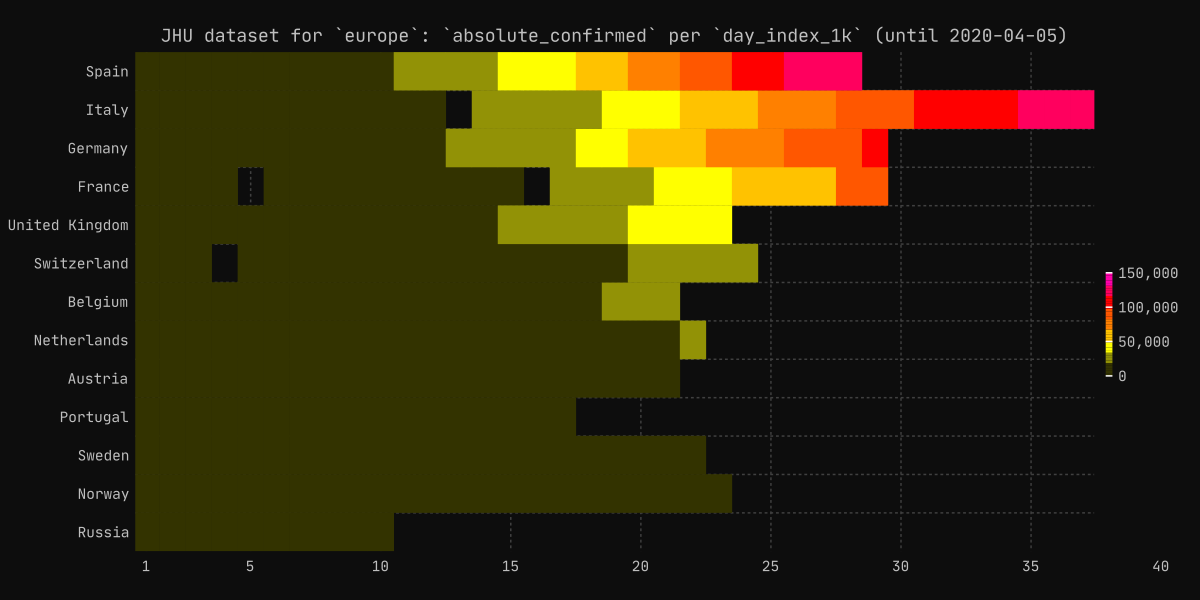 JHU dataset for `europe`: `absolute_confirmed` per `day_index_1k` (until 2020-04-05)
Spain
Italy
Germany
France
United Kingdom
Switzerland
Belgium
Netherlands
Austria
Portugal
Sweden
Norway
Russia
1 5 10 15 20 25 30 35 40
150,000
100,000
50,000
0